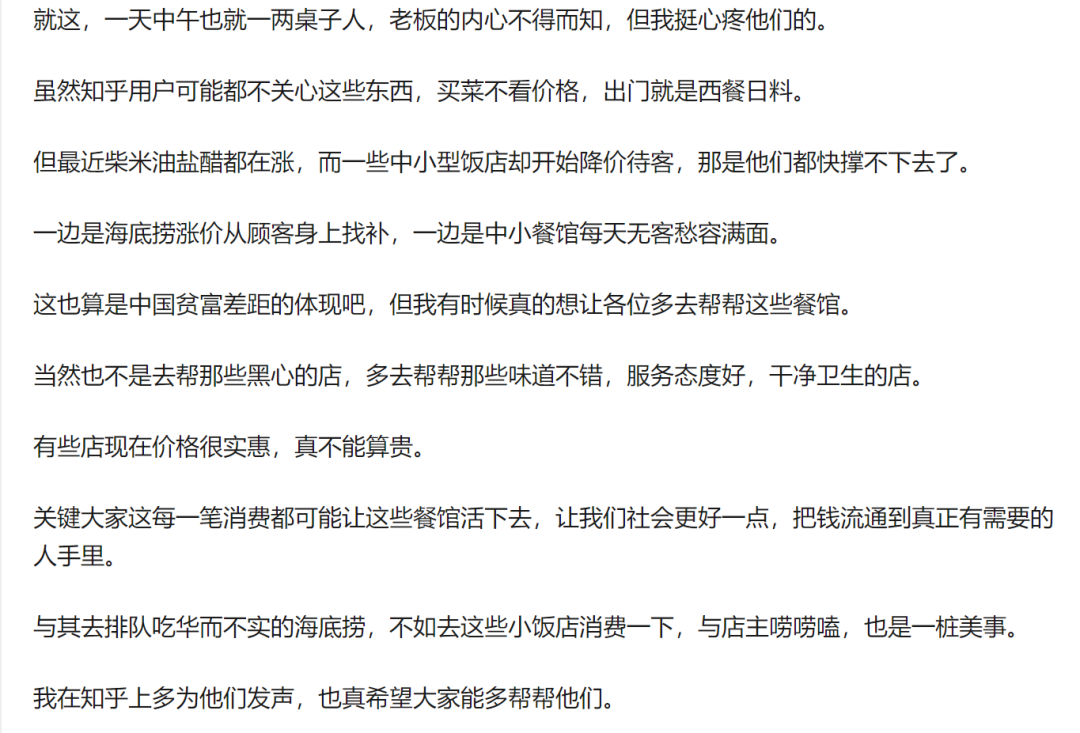 就这，一天中午也就一两桌子人，老板的内心不得而知，但我挺心疼他们的。
虽然知乎用户可能都不关心这些东西，买菜不看价格，出门就是西餐日料。
但最近柴米油盐醋都在涨，而一些中小型饭店却开始降价待客，那是他们都快撑不下去了。
一边是海底捞涨价从顾客身上找补，一边是中小餐馆每天无客愁容满面。
这也算是中国贫富差距的体现吧，但我有时候真的想让各位多去帮帮这些餐馆。
当然也不是去帮那些黑心的店，多去帮帮那些味道不错，服务态度好，干净卫生的店。
有些店现在价格很实惠，真不能算贵。
关键大家这每一笔消费都可能让这些餐馆活下去，让我们社会更好一点，把钱流通到真正有需要的
人手里。
与其去排队吃华而不实的海底捞，不如去这些小饭店消费一下，与店主唠唠嗑，也是一桩美事。
我在知乎上多为他们发声，也真希望大家能多帮帮他们。